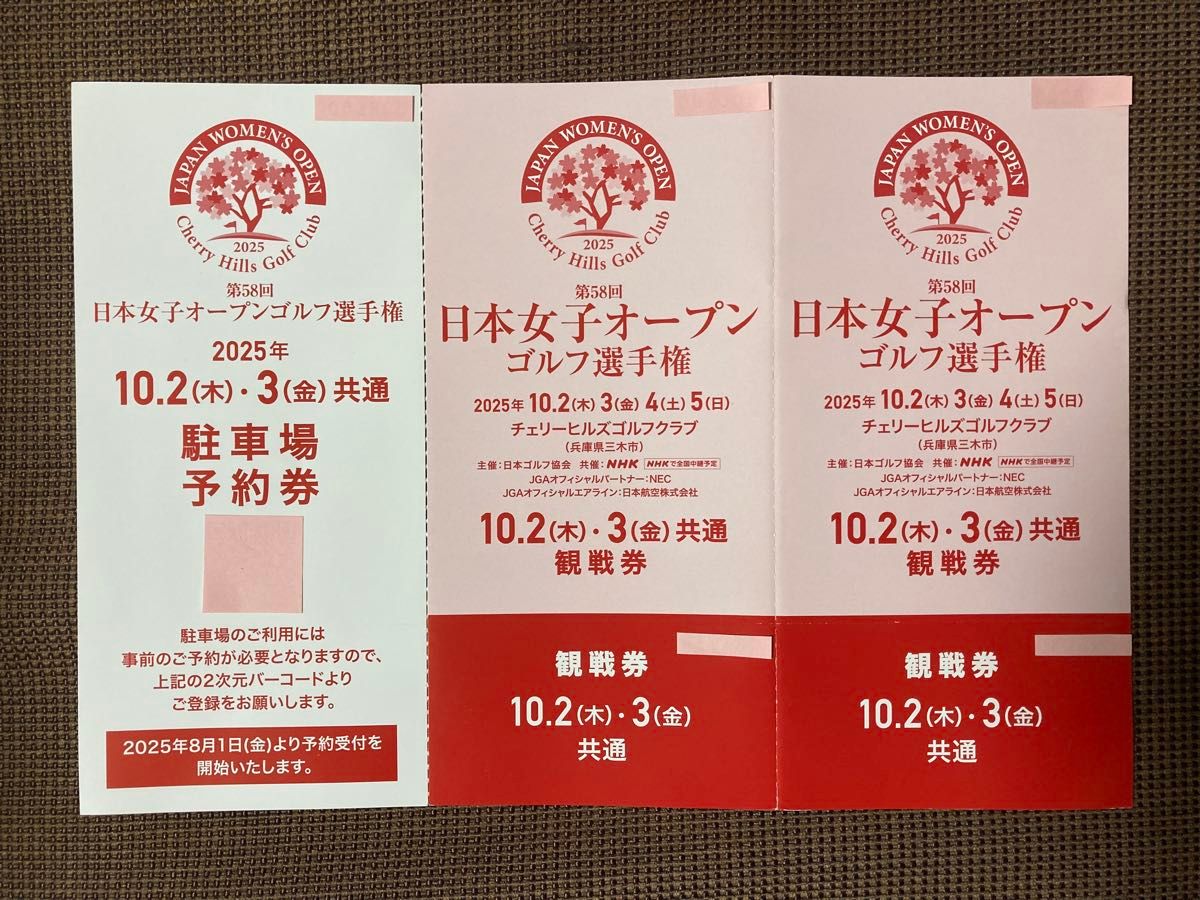 JAPAN WOMEN'S OPEN
2025
Cherry Hills Golf Club
第58回
日本女子オープンゴルフ選手権
2025年
10.2(木)・3(金)共通
駐車場
予約券
駐車場のご利用には
事前のご予約が必要となりますので、
上記の2次元バーコードより
ご登録をお願いします。
2025年8月1日(金)より予約受付を
開始いたします。
JAPAN WOMEN'S OPEN
2025
Cherry Hills Golf Club
第58回
日本女子オープン
ゴルフ選手権
2025年 10.2(木)3(金)4(土)5(日)
チェリーヒルズゴルフクラブ
(兵庫県三木市)
主催:日本ゴルフ協会 共催:NHK NHKで全国中継予定
JGAオフィシャルパートナー:NEC
JGAオフィシャルエアライン:日本航空株式会社
10.2(木)・3(金)共通
観戦券
観戦券
10.2(木)・3(金)
共通
JAPAN WOMEN'S OPEN
2025
Cherry Hills Golf Club
第58回
日本女子オープン
ゴルフ選手権
2025年 10.2(木)3(金)4(土)5(日)
チェリーヒルズゴルフクラブ
(兵庫県三木市)
主催:日本ゴルフ協会 共催:NHK NHKで全国中継予定
JGAオフィシャルパートナー:NEC
JGAオフィシャルエアライン:日本航空株式会社
10.2(木)・3(金)共通
観戦券
観戦券
10.2(木)・3(金)
共通